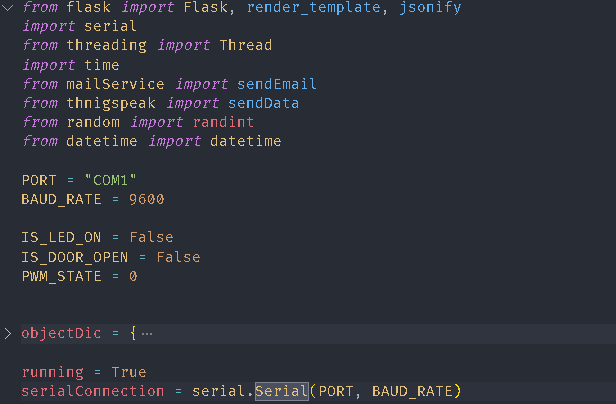 from flask import Flask, render_template, jsonify
import serial
from threading import Thread
import time
from mailService import sendEmail
from thnigspeak import sendData
from random import randint
from datetime import datetime
PORT = "COM1"
BAUD_RATE = 9600
IS_LED_ON = False
IS_DOOR_OPEN = False
PWM_STATE = 0
objectDic = { ...
running = True
serialConnection = serial.Serial(PORT, BAUD_RATE)